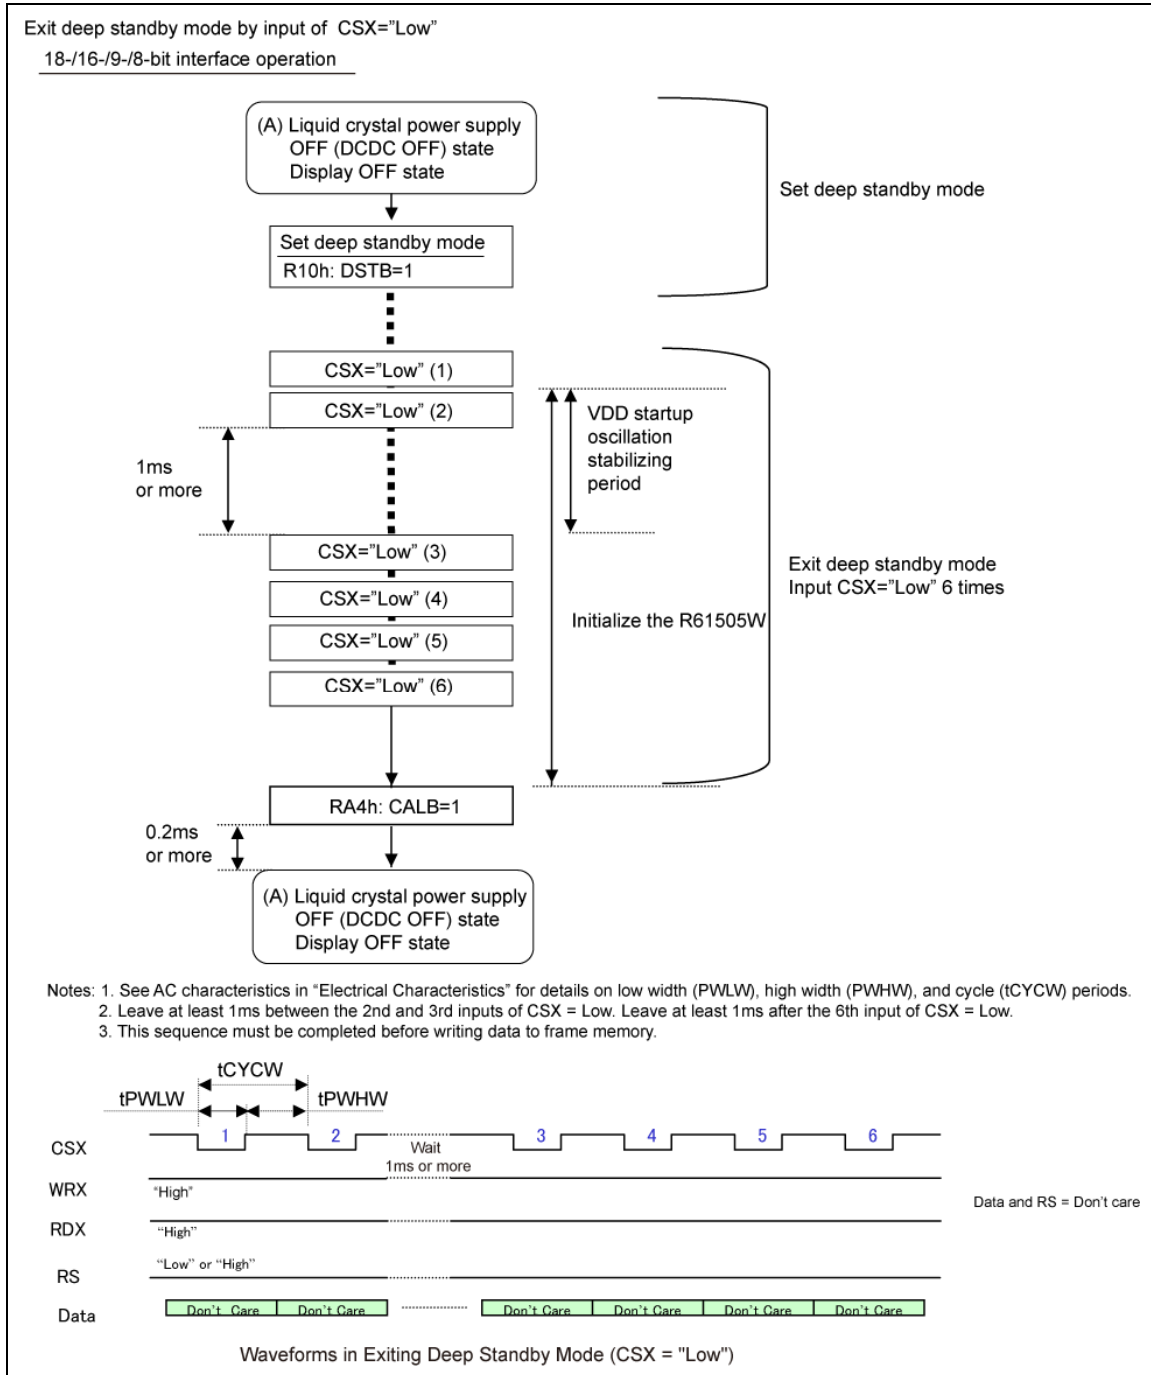 Exit deep standby mode by input of CSX="Low"
18-/16-/9-/8-bit interface operation
(A) Liquid crystal power supply
OFF (DCDC OFF) state
Display OFF state
Set deep standby mode
Set deep standby mode
R10h: DSTB=1
CSX="Low" (1)
CSX="Low" (2)
VDD startup
oscillation
stabilizing
period
1ms
or more
CSX="Low" (3)
CSX="Low" (4)
CSX="Low" (5)
CSX="Low" (6)
Exit deep standby mode
Input CSX="Low" 6 times
Initialize the R61505W
RA4h: CALB=1
0.2ms
or more
(A) Liquid crystal power supply
OFF (DCDC OFF) state
Display OFF state
Notes: 1. See AC characteristics in “Electrical Characteristics” for details on low width (PWLW), high width (PWHW), and cycle (tCYCW) periods.
2. Leave at least 1ms between the 2nd and 3rd inputs of CSX = Low. Leave at least 1ms after the 6th input of CSX = Low.
3. This sequence must be completed before writing data to frame memory.
tCYCW
tPWLW tPWHW
CSX 1 2 Wait 3 4 5 6
1ms or more
WRX "High"
Data and RS = Don't care
RDX "High"
RS "Low" or "High"
Data Don't Care Don't Care Don't Care Don't Care Don't Care Don't Care
Waveforms in Exiting Deep Standby Mode (CSX = "Low")